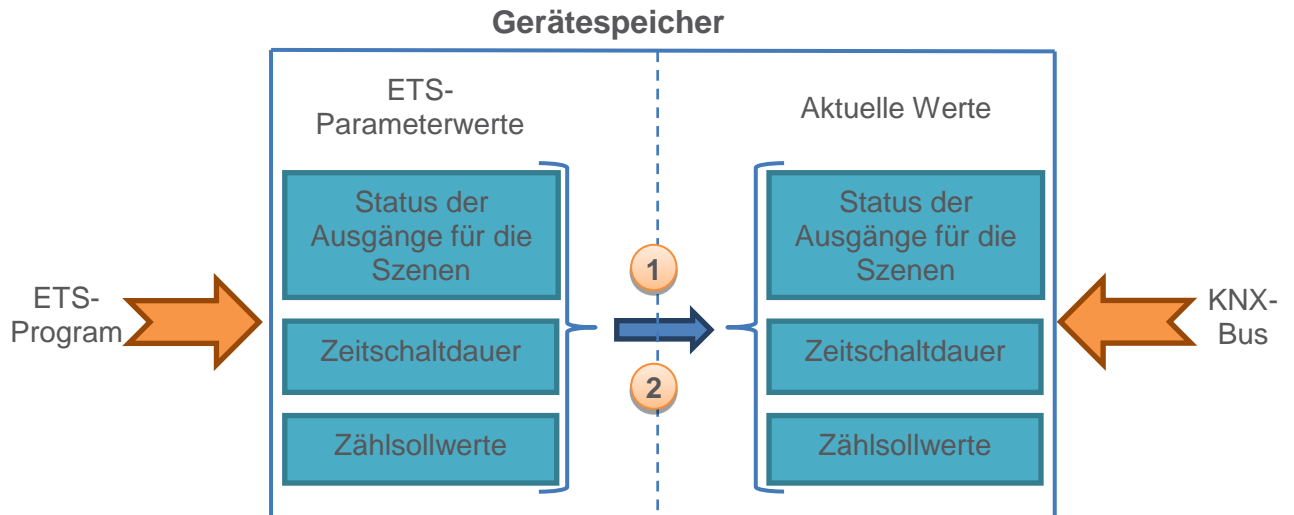 Gerätespeicher
ETS-
Parameterwerte
Aktuelle Werte
Status der
Ausgänge für die
Szenen
Status der
Ausgänge für die
Szenen
1
ETS-
Program
KNX-
Bus
Zeitschaltdauer
Zeitschaltdauer
2
Zählsollwerte
Zählsollwerte